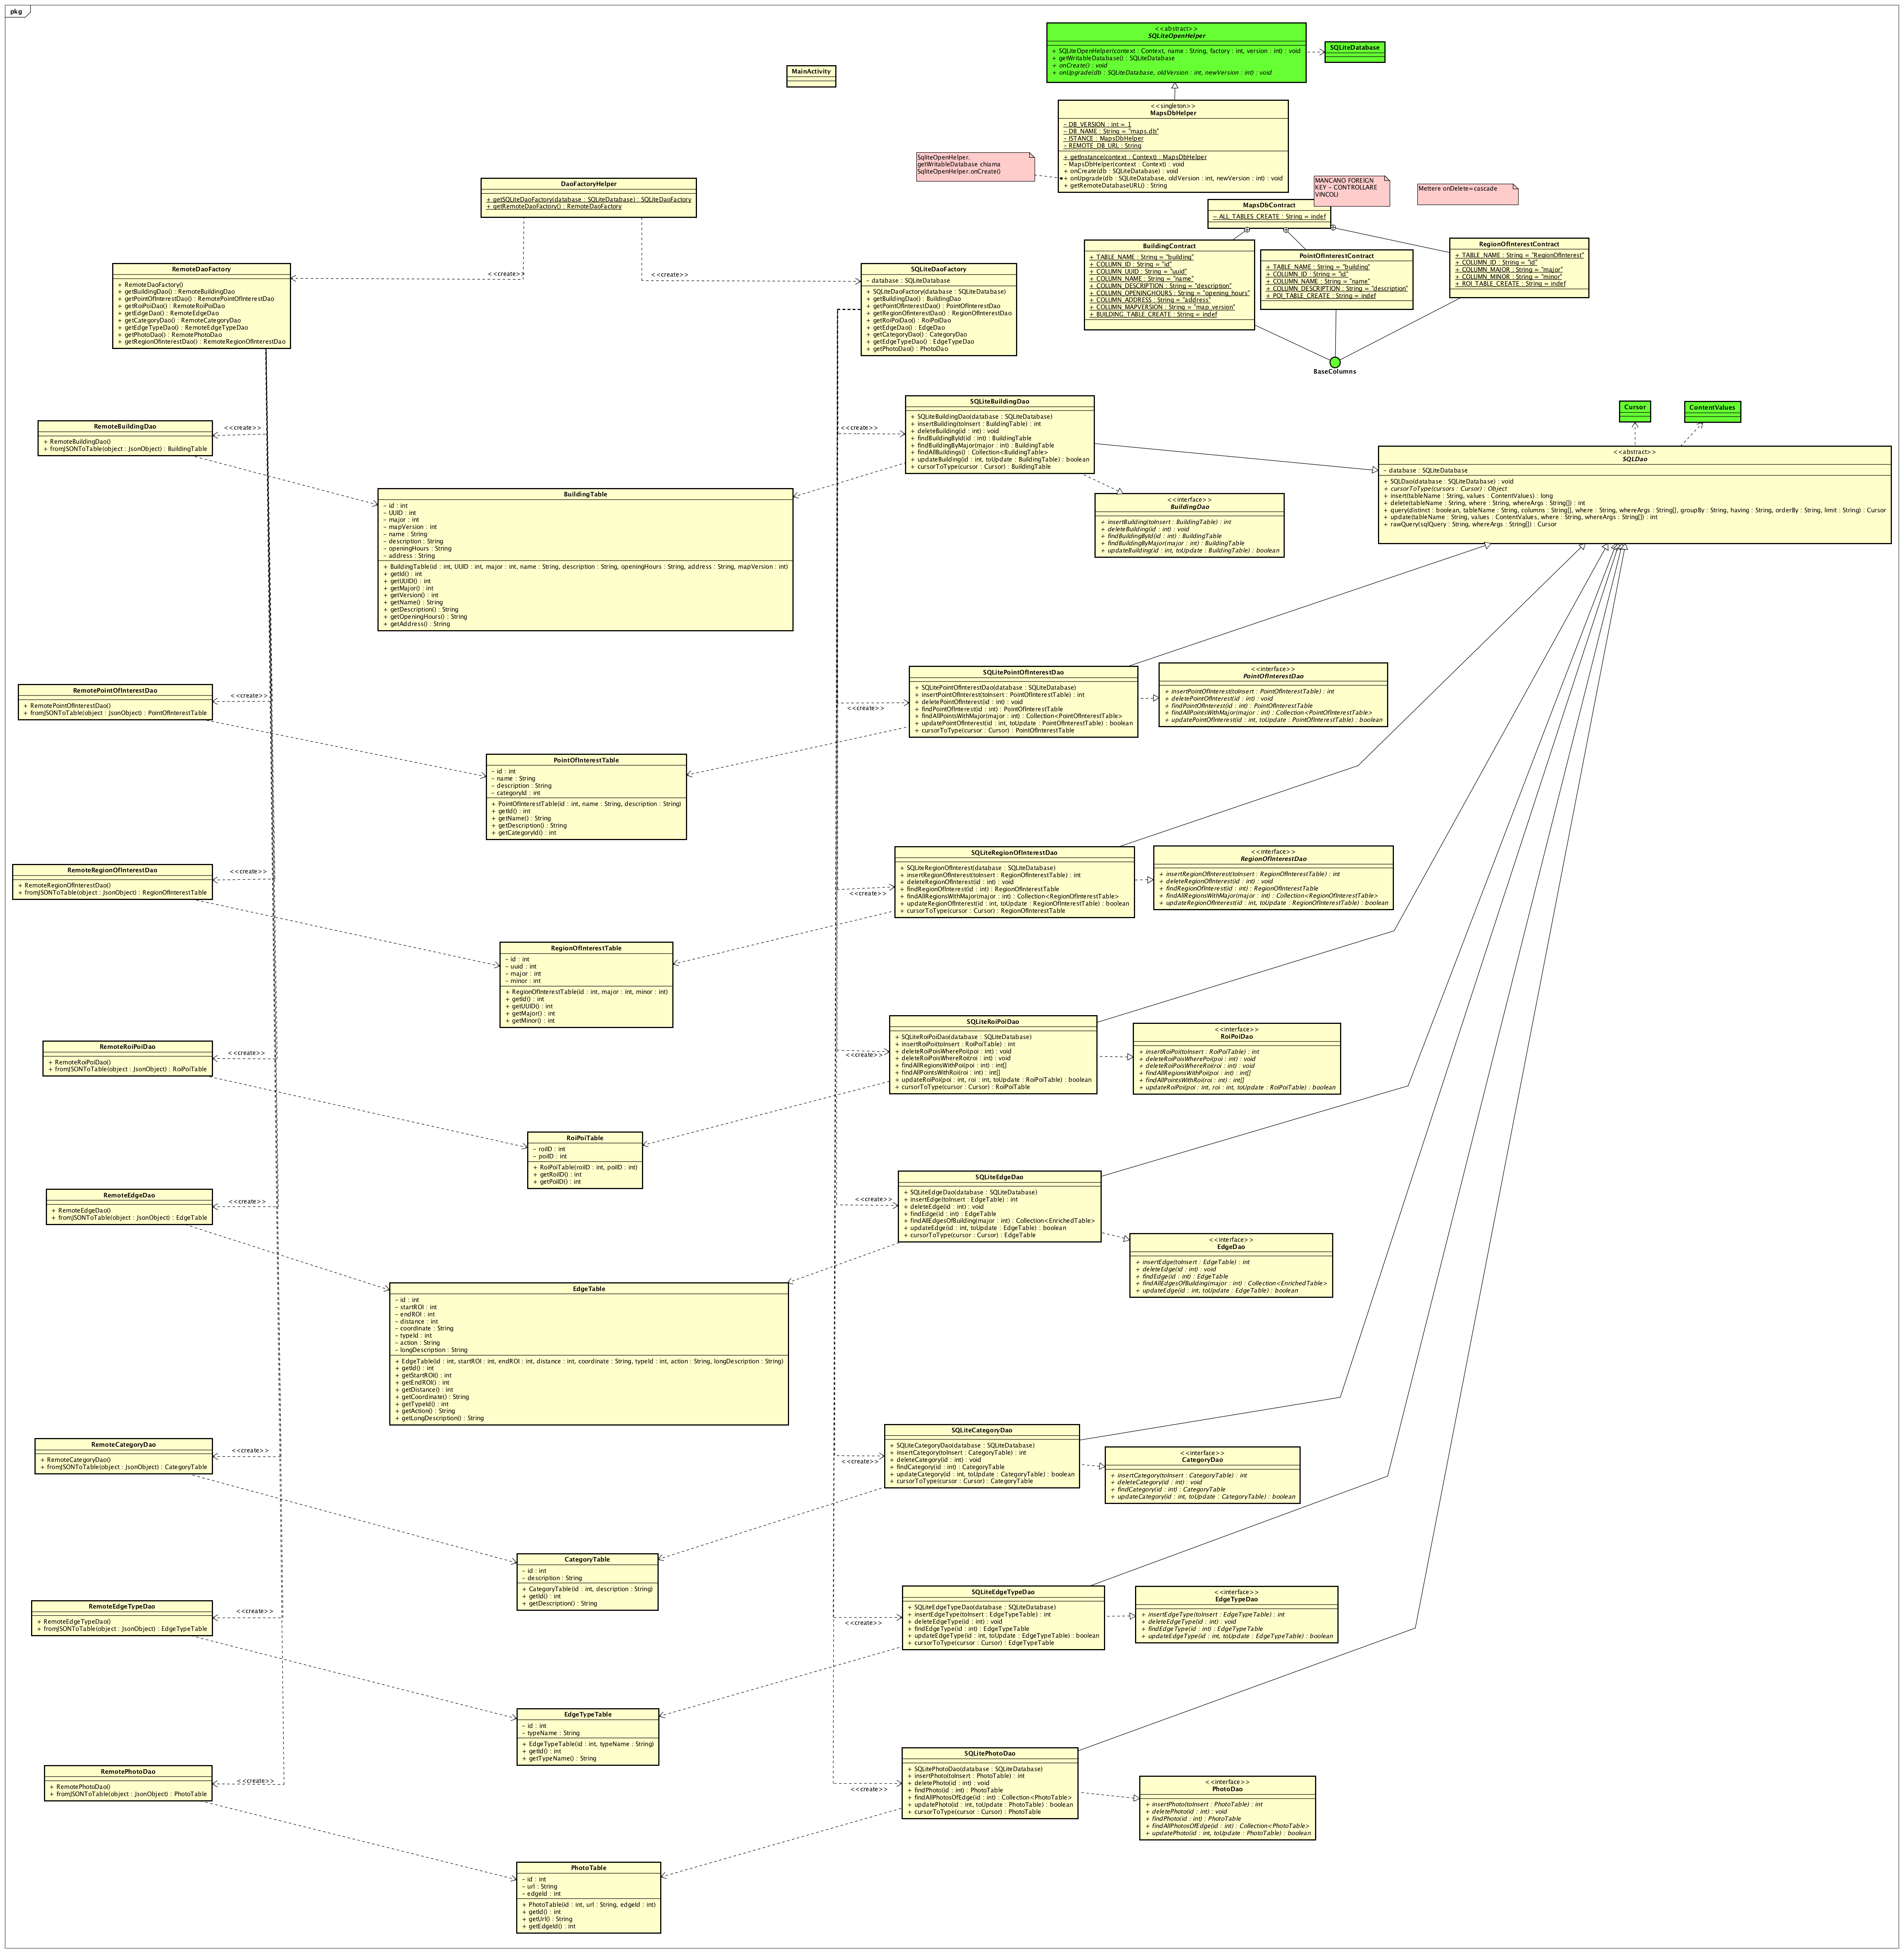 pkg
<<abstract>>
SQLiteOpenHelper
+ SQLiteOpenHelper(context : Context, name : String, factory : int, version : int) : void
+ getWritableDatabase() : SQLiteDatabase
+ onCreate() : void
+ onUpgrade(db : SQLiteDatabase, oldVersion : int, newVersion : int) : void
SQLiteDatabase
MainActivity
<<singleton>>
MapsDbHelper
- DB_VERSION : int = 1
- DB_NAME : String = "maps.db"
- ISTANCE : MapsDbHelper
- REMOTE_DB_URL : String
+ getInstance(context : Context) : MapsDbHelper
- MapsDbHelper(context : Context) : void
+ onCreate(db : SQLiteDatabase) : void
+ onUpgrade(db : SQLiteDatabase, oldVersion : int, newVersion : int) : void
+ getRemoteDatabaseURL() : String
SqliteOpenHelper.
getWritableDatabase chiama
SqliteOpenHelper.onCreate()
MANCANO FOREIGN
KEY - CONTROLLARE
VINCOLI
Mettere onDelete=cascade
DaoFactoryHelper
+ getSQLiteDaoFactory(database : SQLiteDatabase) : SQLiteDaoFactory
+ getRemoteDaoFactory() : RemoteDaoFactory
<<create>>
<<create>>
MapsDbContract
~ ALL_TABLES_CREATE : String = indef
BuildingContract
+ TABLE_NAME : String = "building"
+ COLUMN_ID : String = "id"
+ COLUMN_UUID : String = "uuid"
+ COLUMN_NAME : String = "name"
+ COLUMN_DESCRIPTION : String = "description"
+ COLUMN_OPENINGHOURS : String = "opening_hours"
+ COLUMN_ADDRESS : String = "address"
+ COLUMN_MAPVERSION : String = "map_version"
+ BUILDING_TABLE_CREATE : String = indef
PointOfInterestContract
+ TABLE_NAME : String = "building"
+ COLUMN_ID : String = "id"
+ COLUMN_NAME : String = "name"
+ COLUMN_DESCRIPTION : String = "description"
+ POI_TABLE_CREATE : String = indef
RegionOfInterestContract
+ TABLE_NAME : String = "RegionOfInterest"
+ COLUMN_ID : String = "id"
+ COLUMN_MAJOR : String = "major"
+ COLUMN_MINOR : String = "minor"
+ ROI_TABLE_CREATE : String = indef
BaseColumns
RemoteDaoFactory
+ RemoteDaoFactory()
+ getBuildingDao() : RemoteBuildingDao
+ getPointOfInterestDao() : RemotePointOfInterestDao
+ getRoiPoiDao() : RemoteRoiPoiDao
+ getEdgeDao() : RemoteEdgeDao
+ getCategoryDao() : RemoteCategoryDao
+ getEdgeTypeDao() : RemoteEdgeTypeDao
+ getPhotoDao() : RemotePhotoDao
+ getRegionOfinterestDao() : RemoteRegionOfinterestDao
SQLiteDaoFactory
- database : SQLiteDatabase
+ SQLiteDaoFactory(database : SQLiteDatabase)
+ getBuildingDao() : BuildingDao
+ getPointOfInterestDao() : PointOfInterestDao
+ getRegionOfInterestDao() : RegionOfInterestDao
+ getRoiPoiDao() : RoiPoiDao
+ getEdgeDao() : EdgeDao
+ getCategoryDao() : CategoryDao
+ getEdgeTypeDao() : EdgeTypeDao
+ getPhotoDao() : PhotoDao
RemoteBuildingDao
+ RemoteBuildingDao()
+ fromJSONToTable(object : JsonObject) : BuildingTable
<<create>>
<<create>>
SQLiteBuildingDao
+ SQLiteBuildingDao(database : SQLiteDatabase)
+ insertBuilding(toInsert : BuildingTable) : int
+ deleteBuilding(id : int) : void
+ findBuildingById(id : int) : BuildingTable
+ findBuildingByMajor(major : int) : BuildingTable
+ findAllBuildings() : Collection<BuildingTable>
+ updateBuilding(id : int, toUpdate : BuildingTable) : boolean
+ cursorToType(cursor : Cursor) : BuildingTable
Cursor
ContentValues
<<abstract>>
SQLDao
- database : SQLiteDatabase
+ SQLDao(database : SQLiteDatabase) : void
+ cursorToType(cursors : Cursor) : Object
+ insert(tableName : String, values : ContentValues) : long
+ delete(tableName : String, where : String, whereArgs : String[]) : int
+ query(distinct : boolean, tableName : String, columns : String[], where : String, whereArgs : String[], groupBy : String, having : String, orderBy : String, limit : String) : Cursor
+ update(tableName : String, values : ContentValues, where : String, whereArgs : String[]) : int
+ rawQuery(sqlQuery : String, whereArgs : String[]) : Cursor
BuildingTable
- id : int
- UUID : int
- major : int
- mapVersion : int
- name : String
- description : String
- openingHours : String
- address : String
+ BuildingTable(id : int, UUID : int, major : int, name : String, description : String, openingHours : String, address : String, mapVersion : int)
+ getId() : int
+ getUUID() : int
+ getMajor() : int
+ getVersion() : int
+ getName() : String
+ getDescription() : String
+ getOpeningHours() : String
+ getAddress() : String
<<interface>>
BuildingDao
+ insertBuilding(toInsert : BuildingTable) : int
+ deleteBuilding(id : int) : void
+ findBuildingById(id : int) : BuildingTable
+ findBuildingByMajor(major : int) : BuildingTable
+ updateBuilding(id : int, toUpdate : BuildingTable) : boolean
RemotePointOfInterestDao
+ RemotePointOfInterestDao()
+ fromJSONToTable(object : JsonObject) : PointOfInterestTable
<<create>>
<<create>>
SQLitePointOfInterestDao
+ SQLitePointOfInterestDao(database : SQLiteDatabase)
+ insertPointOfInterest(toInsert : PointOfInterestTable) : int
+ deletePointOfInterest(id : int) : void
+ findPointOfInterest(id : int) : PointOfInterestTable
+ findAllPointsWithMajor(major : int) : Collection<PointOfInterestTable>
+ updatePointOfInterest(id : int, toUpdate : PointOfInterestTable) : boolean
+ cursorToType(cursor : Cursor) : PointOfInterestTable
<<interface>>
PointOfInterestDao
+ insertPointOfInterest(toInsert : PointOfInterestTable) : int
+ deletePointOfInterest(id : int) : void
+ findPointOfInterest(id : int) : PointOfInterestTable
+ findAllPointsWithMajor(major : int) : Collection<PointOfInterestTable>
+ updatePointOfInterest(id : int, toUpdate : PointOfInterestTable) : boolean
PointOfInterestTable
- id : int
- name : String
- description : String
- categoryId : int
+ PointOfInterestTable(id : int, name : String, description : String)
+ getId() : int
+ getName() : String
+ getDescription() : String
+ getCategoryId() : int
RemoteRegionOfInterestDao
+ RemoteRegionOfInterestDao()
+ fromJSONToTable(object : JsonObject) : RegionOfInterestTable
<<create>>
<<create>>
SQLiteRegionOfInterestDao
+ SQLiteRegionOfInterest(database : SQLiteDatabase)
+ insertRegionOfInterest(toInsert : RegionOfInterestTable) : int
+ deleteRegionOfInterest(id : int) : void
+ findRegionOfInterest(id : int) : RegionOfInterestTable
+ findAllRegionsWithMajor(major : int) : Collection<RegionOfInterestTable>
+ updateRegionOfInterest(id : int, toUpdate : RegionOfInterestTable) : boolean
+ cursorToType(cursor : Cursor) : RegionOfInterestTable
<<interface>>
RegionOfInterestDao
+ insertRegionOfInterest(toInsert : RegionOfInterestTable) : int
+ deleteRegionOfInterest(id : int) : void
+ findRegionOfInterest(id : int) : RegionOfInterestTable
+ findAllRegionsWithMajor(major : int) : Collection<RegionOfInterestTable>
+ updateRegionOfInterest(id : int, toUpdate : RegionOfInterestTable) : boolean
RegionOfInterestTable
- id : int
- uuid : int
- major : int
- minor : int
+ RegionOfInterestTable(id : int, major : int, minor : int)
+ getId() : int
+ getUUID() : int
+ getMajor() : int
+ getMinor() : int
RemoteRoiPoiDao
+ RemoteRoiPoiDao()
+ fromJSONToTable(object : JsonObject) : RoiPoiTable
<<create>>
<<create>>
SQLiteRoiPoiDao
+ SQLiteRoiPoiDao(database : SQLiteDatabase)
+ insertRoiPoi(toInsert : RoiPoiTable) : int
+ deleteRoiPoisWherePoi(poi : int) : void
+ deleteRoiPoisWhereRoi(roi : int) : void
+ findAllRegionsWithPoi(poi : int) : int[]
+ findAllPointsWithRoi(roi : int) : int[]
+ updateRoiPoi(poi : int, roi : int, toUpdate : RoiPoiTable) : boolean
+ cursorToType(cursor : Cursor) : RoiPoiTable
<<interface>>
RoiPoiDao
+ insertRoiPoi(toInsert : RoiPoiTable) : int
+ deleteRoiPoisWherePoi(poi : int) : void
+ deleteRoiPoisWhereRoi(roi : int) : void
+ findAllRegionsWithPoi(poi : int) : int[]
+ findAllPointsWithRoi(roi : int) : int[]
+ updateRoiPoi(poi : int, roi : int, toUpdate : RoiPoiTable) : boolean
RoiPoiTable
- roiID : int
- poiID : int
+ RoiPoiTable(roiID : int, poiID : int)
+ getRoiID() : int
+ getPoiID() : int
RemoteEdgeDao
+ RemoteEdgeDao()
+ fromJSONToTable(object : JsonObject) : EdgeTable
<<create>>
<<create>>
SQLiteEdgeDao
+ SQLiteEdgeDao(database : SQLiteDatabase)
+ insertEdge(toInsert : EdgeTable) : int
+ deleteEdge(id : int) : void
+ findEdge(id : int) : EdgeTable
+ findAllEdgesOfBuilding(major : int) : Collection<EnrichedTable>
+ updateEdge(id : int, toUpdate : EdgeTable) : boolean
+ cursorToType(cursor : Cursor) : EdgeTable
<<interface>>
EdgeDao
+ insertEdge(toInsert : EdgeTable) : int
+ deleteEdge(id : int) : void
+ findEdge(id : int) : EdgeTable
+ findAllEdgesOfBuilding(major : int) : Collection<EnrichedTable>
+ updateEdge(id : int, toUpdate : EdgeTable) : boolean
EdgeTable
- id : int
- startROI : int
- endROI : int
- distance : int
- coordinate : String
- typeId : int
- action : String
- longDescription : String
+ EdgeTable(id : int, startROI : int, endROI : int, distance : int, coordinate : String, typeId : int, action : String, longDescription : String)
+ getId() : int
+ getStartROI() : int
+ getEndROI() : int
+ getDistance() : int
+ getCoordinate() : String
+ getTypeId() : int
+ getAction() : String
+ getLongDescription() : String
RemoteCategoryDao
+ RemoteCategoryDao()
+ fromJSONToTable(object : JsonObject) : CategoryTable
<<create>>
<<create>>
SQLiteCategoryDao
+ SQLiteCategoryDao(database : SQLiteDatabase)
+ insertCategory(toInsert : CategoryTable) : int
+ deleteCategory(id : int) : void
+ findCategory(id : int) : CategoryTable
+ updateCategory(id : int, toUpdate : CategoryTable) : boolean
+ cursorToType(cursor : Cursor) : CategoryTable
<<interface>>
CategoryDao
+ insertCategory(toInsert : CategoryTable) : int
+ deleteCategory(id : int) : void
+ findCategory(id : int) : CategoryTable
+ updateCategory(id : int, toUpdate : CategoryTable) : boolean
CategoryTable
- id : int
- description : String
+ CategoryTable(id : int, description : String)
+ getId() : int
+ getDescription() : String
RemoteEdgeTypeDao
+ RemoteEdgeTypeDao()
+ fromJSONToTable(object : JsonObject) : EdgeTypeTable
<<create>>
<<create>>
SQLiteEdgeTypeDao
+ SQLiteEdgeTypeDao(database : SQLiteDatabase)
+ insertEdgeType(toInsert : EdgeTypeTable) : int
+ deleteEdgeType(id : int) : void
+ findEdgeType(id : int) : EdgeTypeTable
+ updateEdgeType(id : int, toUpdate : EdgeTypeTable) : boolean
+ cursorToType(cursor : Cursor) : EdgeTypeTable
<<interface>>
EdgeTypeDao
+ insertEdgeType(toInsert : EdgeTypeTable) : int
+ deleteEdgeType(id : int) : void
+ findEdgeType(id : int) : EdgeTypeTable
+ updateEdgeType(id : int, toUpdate : EdgeTypeTable) : boolean
EdgeTypeTable
- id : int
- typeName : String
+ EdgeTypeTable(id : int, typeName : String)
+ getId() : int
+ getTypeName() : String
RemotePhotoDao
+ RemotePhotoDao()
+ fromJSONToTable(object : JsonObject) : PhotoTable
<<create>>
<<create>>
SQLitePhotoDao
+ SQLitePhotoDao(database : SQLiteDatabase)
+ insertPhoto(toInsert : PhotoTable) : int
+ deletePhoto(id : int) : void
+ findPhoto(id : int) : PhotoTable
+ findAllPhotosOfEdge(id : int) : Collection<PhotoTable>
+ updatePhoto(id : int, toUpdate : PhotoTable) : boolean
+ cursorToType(cursor : Cursor) : PhotoTable
<<interface>>
PhotoDao
+ insertPhoto(toInsert : PhotoTable) : int
+ deletePhoto(id : int) : void
+ findPhoto(id : int) : PhotoTable
+ findAllPhotosOfEdge(id : int) : Collection<PhotoTable>
+ updatePhoto(id : int, toUpdate : PhotoTable) : boolean
PhotoTable
- id : int
- url : String
- edgeId : int
+ PhotoTable(id : int, url : String, edgeId : int)
+ getId() : int
+ getUrl() : String
+ getEdgeId() : int